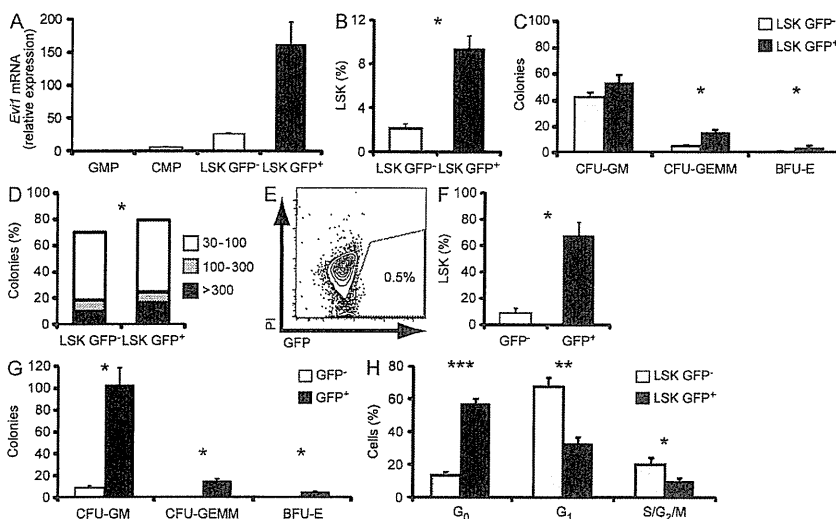 A
Evi1 mRNA
(relative expression)
200
150
100
50
0
GMP CMP LSK GFP- LSK GFP+
B
LSK (%)
12
8
4
0
*
LSK GFP- LSK GFP+
C
Colonies
80
60
40
20
0
LSK GFP-
LSK GFP+
* *
CFU-GM CFU-GEMM BFU-E
D
Colonies (%)
100
80
60
40
20
0
*
30-100
100-300
>300
LSK GFP- LSK GFP+
E
PI
0.5%
GFP
F
LSK (%)
100
80
60
40
20
0
*
GFP- GFP+
G
Colonies
120
100
80
60
40
20
0
GFP-
GFP+
* * *
CFU-GM CFU-GEMM BFU-E
H
Cells (%)
80
60
40
20
0
LSK GFP-
LSK GFP+
*** ** *
G0 G1 S/G2/M